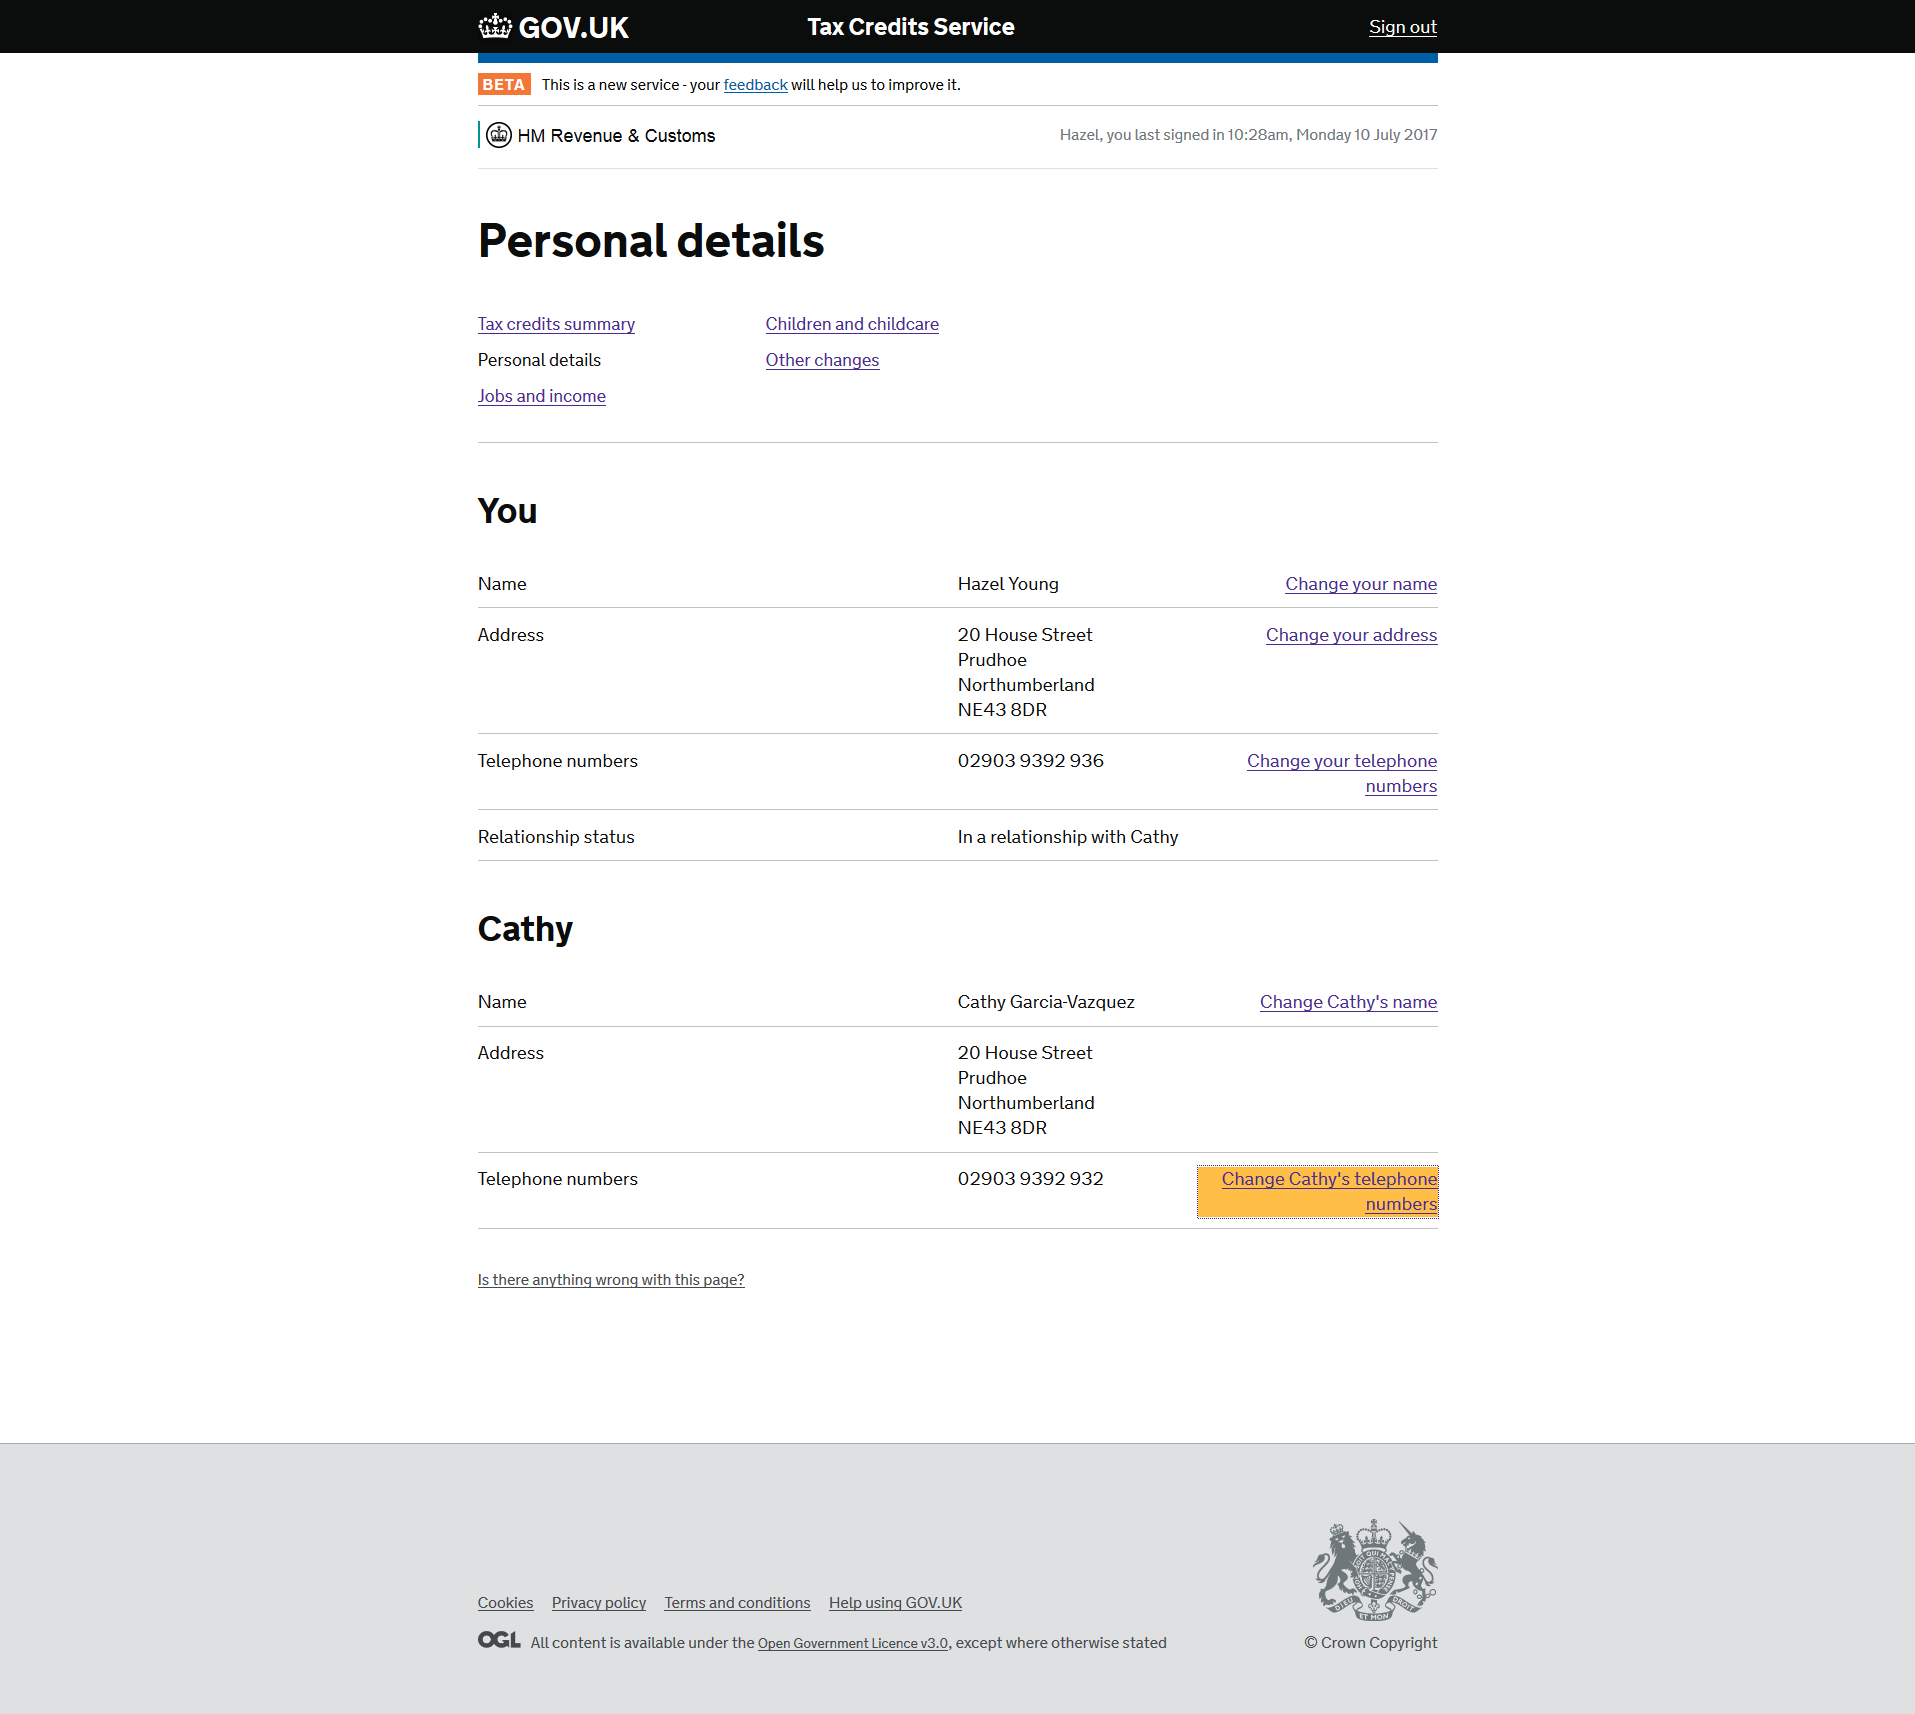 GOV.UK
Tax Credits Service
Sign out
BETA This is a new service - your feedback will help us to improve it.
HM Revenue & Customs
Hazel, you last signed in 10:28am, Monday 10 July 2017
Personal details
Tax credits summary
Children and childcare
Personal details
Other changes
Jobs and income
You
Name
Hazel Young
Change your name
Address
20 House Street
Prudhoe
Northumberland
NE43 8DR
Change your address
Telephone numbers
02903 9392 936
Change your telephone
numbers
Relationship status
In a relationship with Cathy
Cathy
Name
Cathy Garcia-Vazquez
Change Cathy's name
Address
20 House Street
Prudhoe
Northumberland
NE43 8DR
Telephone numbers
02903 9392 932
Change Cathy's telephone
numbers
Is there anything wrong with this page?
Cookies Privacy policy Terms and conditions Help using GOV.UK
OGL All content is available under the Open Government Licence v3.0, except where otherwise stated
DIEU ET MON DROIT
© Crown Copyright